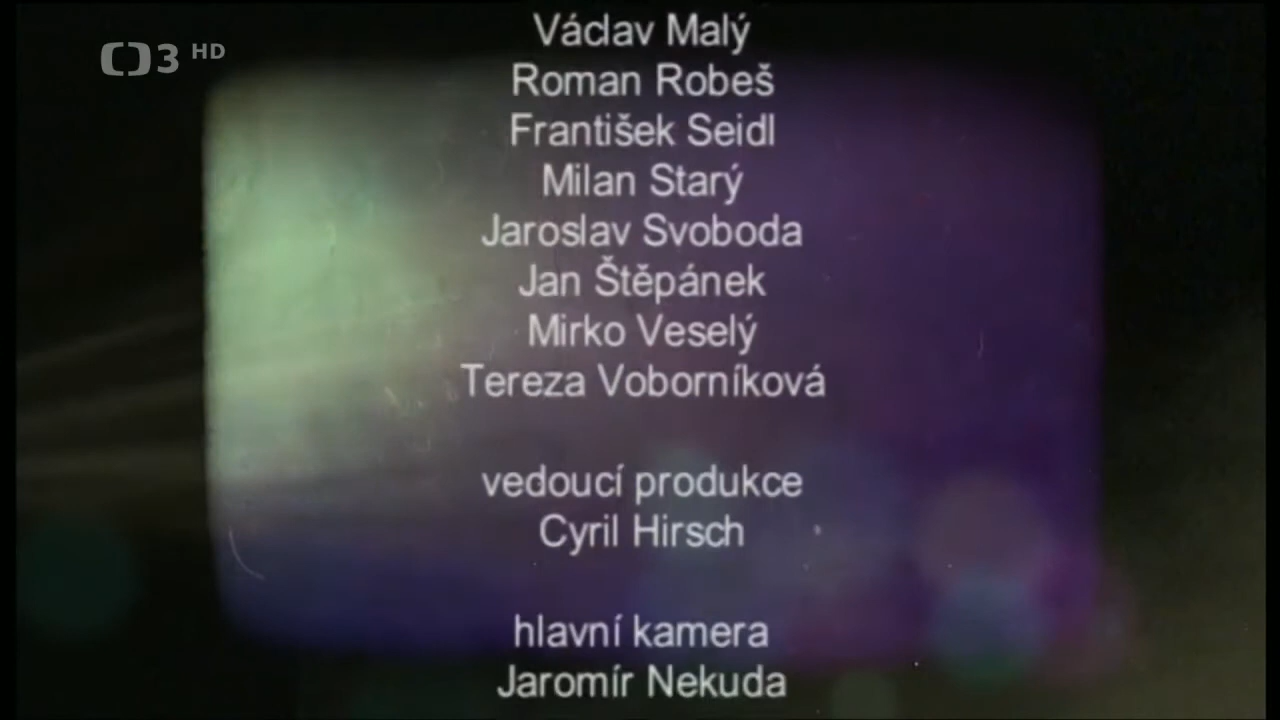 ČT3 HD
Václav Malý
Roman Robeš
František Seidl
Milan Starý
Jaroslav Svoboda
Jan Štěpánek
Mirko Veselý
Tereza Voborníková
vedoucí produkce
Cyril Hirsch
hlavní kamera
Jaromír Nekuda